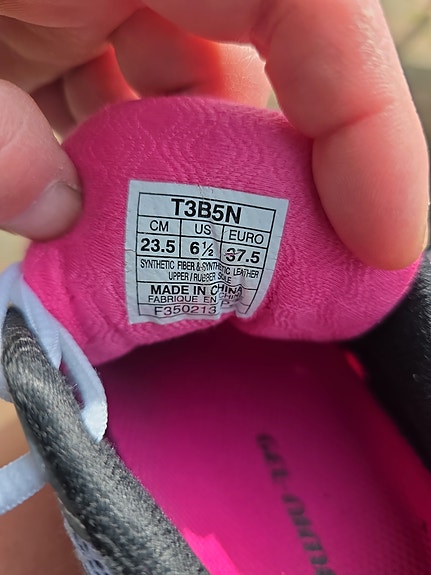 T3B5N
CM US EURO
23.5 6½ 37.5
SYNTHETIC FIBER & SYNTHETIC LEATHER
UPPER / RUBBER SOLE
MADE IN CHINA
FABRIQUE EN CHINE
F350213